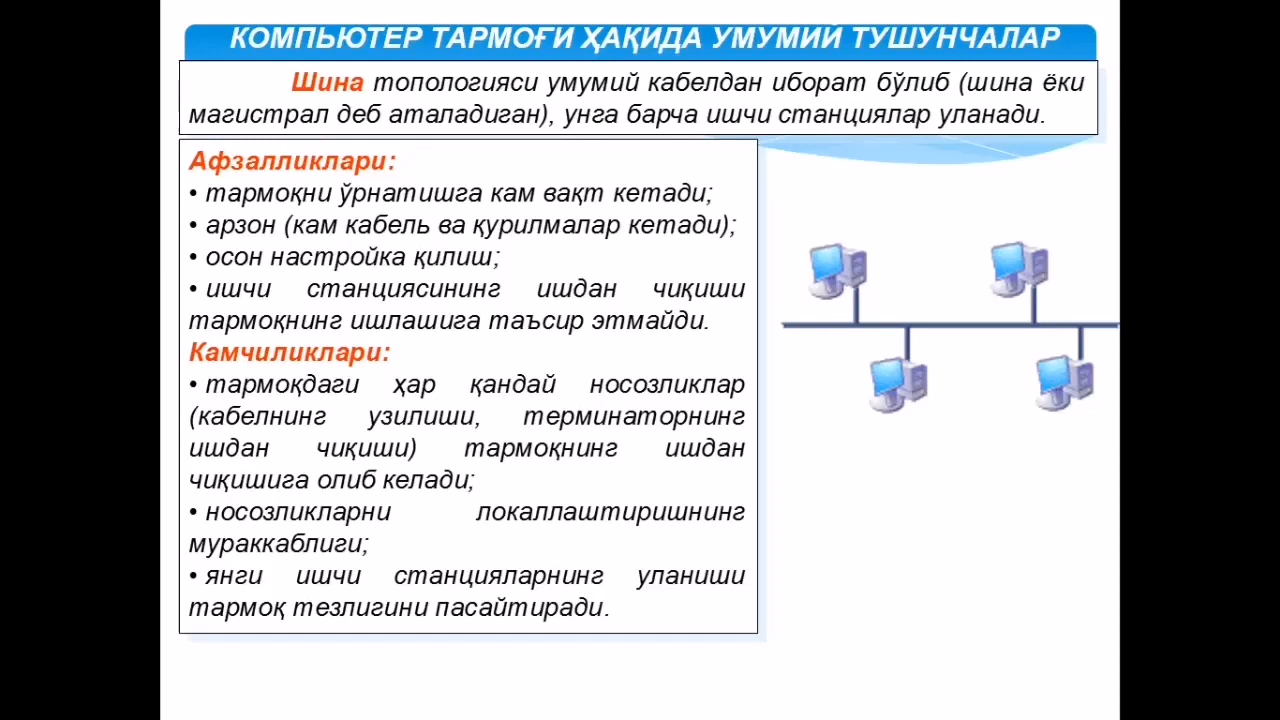 КОМПЬЮТЕР ТАРМОҒИ ҲАҚИДА УМУМИЙ ТУШУНЧАЛАР
Шина топологияси умумий кабелдан иборат бўлиб (шина ёки
магистрал деб аталадиган), унга барча ишчи станциялар уланади.
Афзалликлари:
• тармоқни ўрнатишга кам вақт кетади;
• арзон (кам кабель ва қурилмалар кетади);
• осон настройка қилиш;
• ишчи станциясининг ишдан чиқиши
тармоқнинг ишлашига таъсир этмайди.
Камчиликлари:
• тармоқдаги ҳар қандай носозликлар
(кабелнинг узилиши, терминаторнинг
ишдан чиқиши) тармоқнинг ишдан
чиқишига олиб келади;
• носозликларни локаллаштиришнинг
мураккаблиги;
• янги ишчи станцияларнинг уланиши
тармоқ тезлигини пасайтиради.